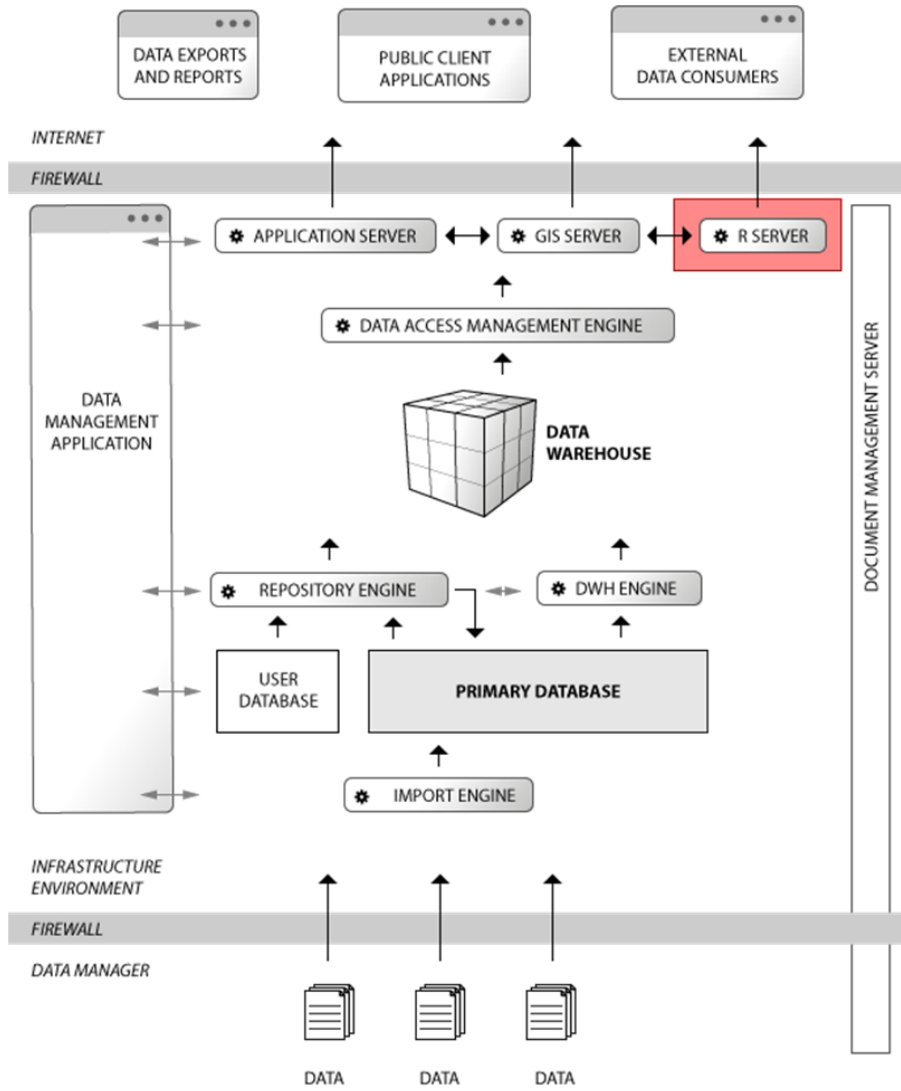 DATA EXPORTS
AND REPORTS
PUBLIC CLIENT
APPLICATIONS
EXTERNAL
DATA CONSUMERS
INTERNET
FIREWALL
APPLICATION SERVER
GIS SERVER
R SERVER
DATA ACCESS MANAGEMENT ENGINE
DATA
MANAGEMENT
APPLICATION
DATA
WAREHOUSE
DOCUMENT MANAGEMENT SERVER
REPOSITORY ENGINE
DWH ENGINE
USER
DATABASE
PRIMARY DATABASE
IMPORT ENGINE
INFRASTRUCTURE
ENVIRONMENT
FIREWALL
DATA MANAGER
DATA
DATA
DATA